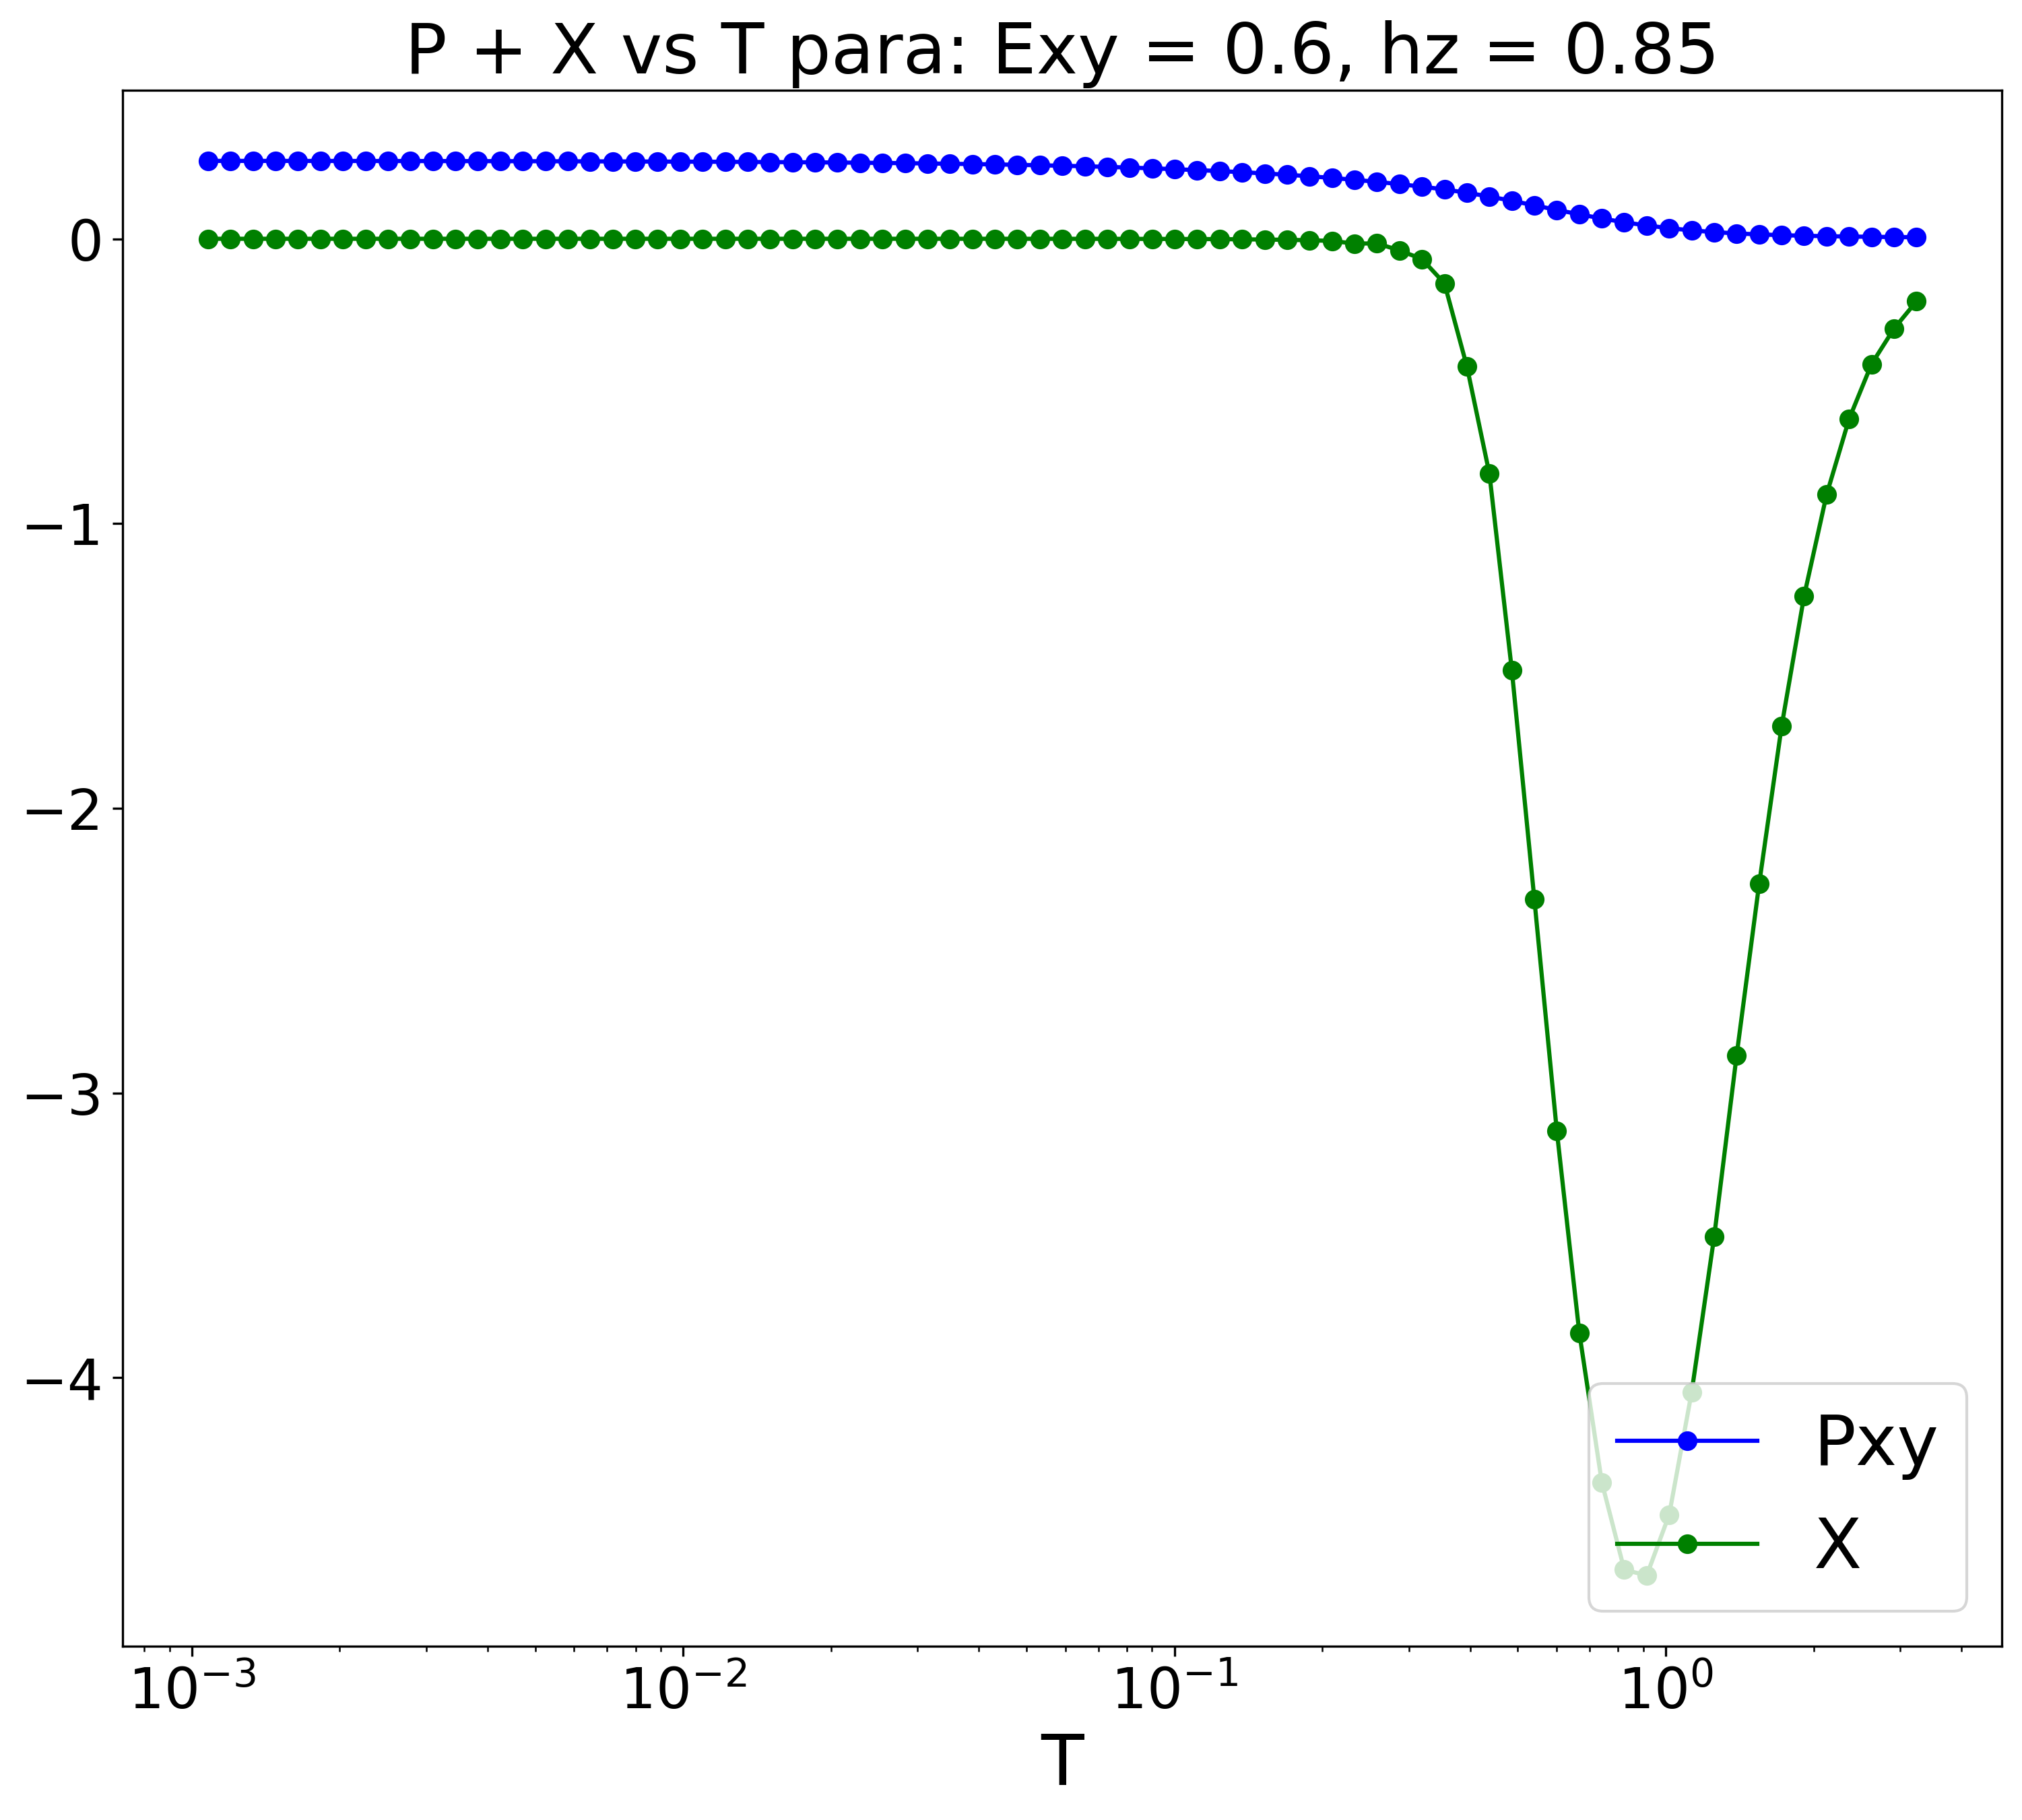 P + X vs T para: Exy = 0.6, hz = 0.85
0
−1
−2
−3
−4
Pxy
X
10⁻³ 10⁻² 10⁻¹ 10⁰
T